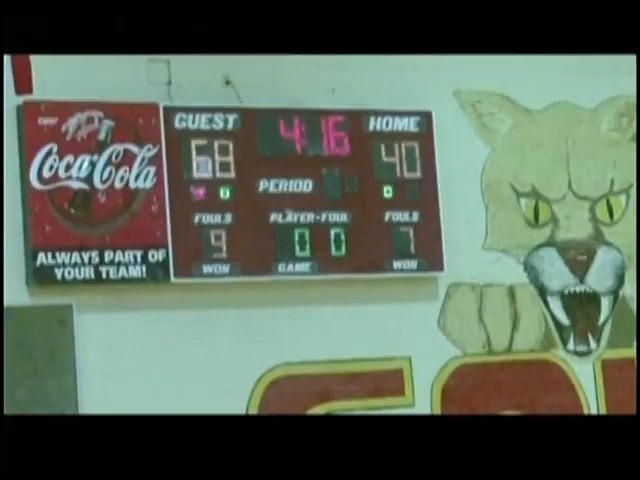 GUEST 4:16 HOME
68 40
PERIOD
FOULS PLAYER-FOUL FOULS
9 0 0 7
WON GAME WON
Coca-Cola
ALWAYS PART OF
YOUR TEAM!